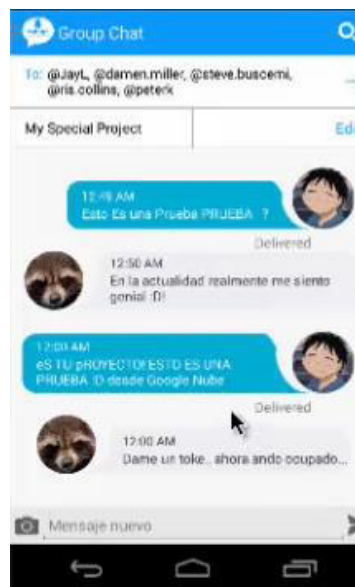 Group Chat
To: @JayL, @damen.miller, @steve.buscemi,
@ris.collins, @peterk
My Special Project
Edi
12:49 AM
Esto Es una Prueba PRUEBA ?
Delivered
12:50 AM
En la actualidad realmente me siento
genial :D!
12:00 AM
eS TU pROYECTO! ESTO ES UNA
PRUEBA :D desde Google Nube
Delivered
12:00 AM
Dame un toke.. ahora ando ocupado...
Mensaje nuevo